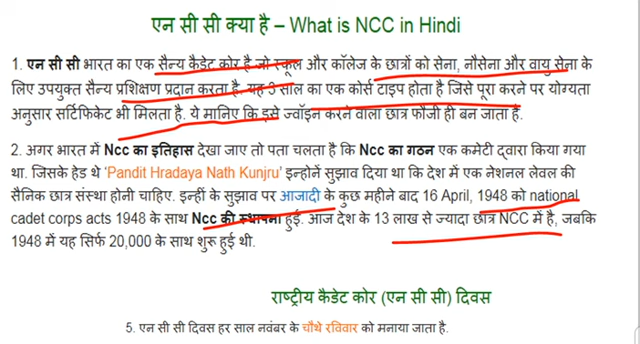 एन सी सी क्या है – What is NCC in Hindi
1. एन सी सी भारत का एक सैन्य कैडेट कोर है जो स्कूल और कॉलेज के छात्रों को सेना, नौसेना और वायु सेना के
लिए उपयुक्त सैन्य प्रशिक्षण प्रदान करता है. यह 3 साल का एक कोर्स टाइप होता है जिसे पूरा करने पर योग्यता
अनुसार सर्टिफिकेट भी मिलता है. ये मानिए कि इसे ज्वॉइन करने वाला छात्र फौजी ही बन जाता है.
2. अगर भारत में Ncc का इतिहास देखा जाए तो पता चलता है कि Ncc का गठन एक कमेटी द्वारा किया गया
था. जिसके हेड थे 'Pandit Hradaya Nath Kunjru' इन्होनें सुझाव दिया था कि देश में एक नेशनल लेवल की
सैनिक छात्र संस्था होनी चाहिए. इन्हीं के सुझाव पर आजादी के कुछ महीने बाद 16 April, 1948 को national
cadet corps acts 1948 के साथ Ncc की स्थापना हुई. आज देश के 13 लाख से ज्यादा छात्र NCC में है, जबकि
1948 में यह सिर्फ 20,000 के साथ शुरू हुई थी.
राष्ट्रीय कैडेट कोर (एन सी सी) दिवस
5. एन सी सी दिवस हर साल नवंबर के चौथे रविवार को मनाया जाता है.